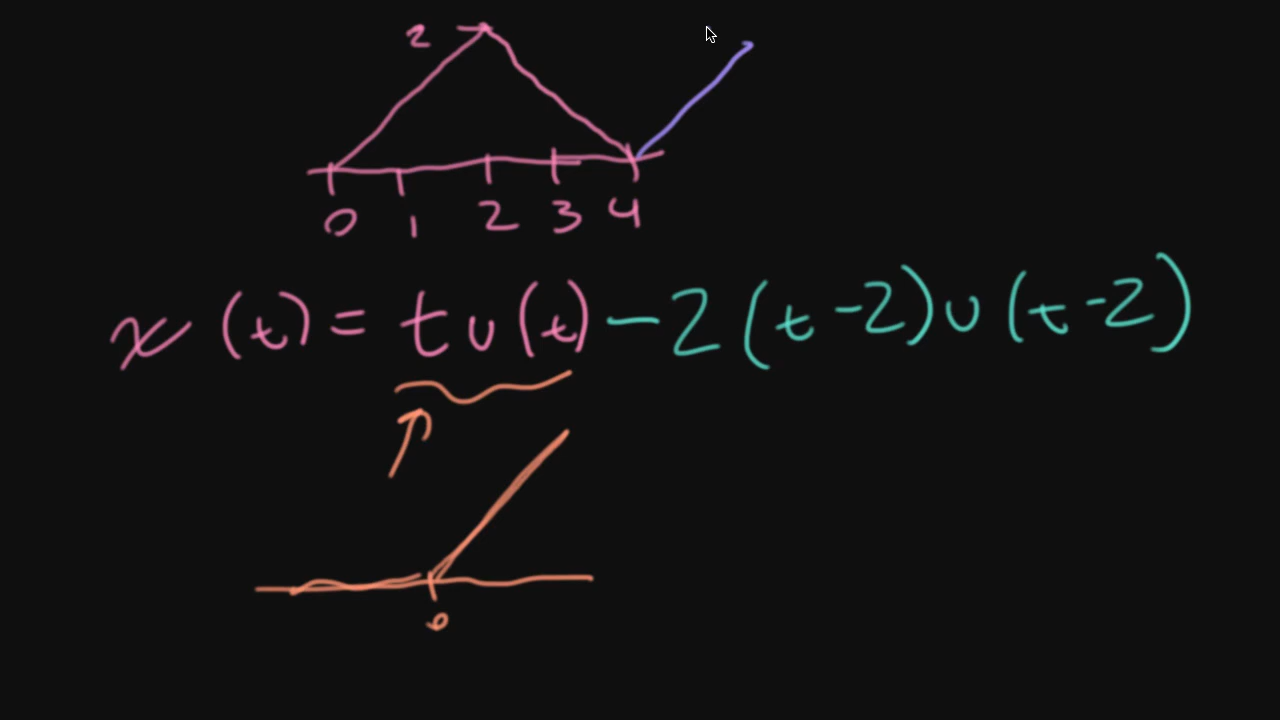 2
0 1 2 3 4
x(t) = t u(t) - 2(t-2) u(t-2)
0